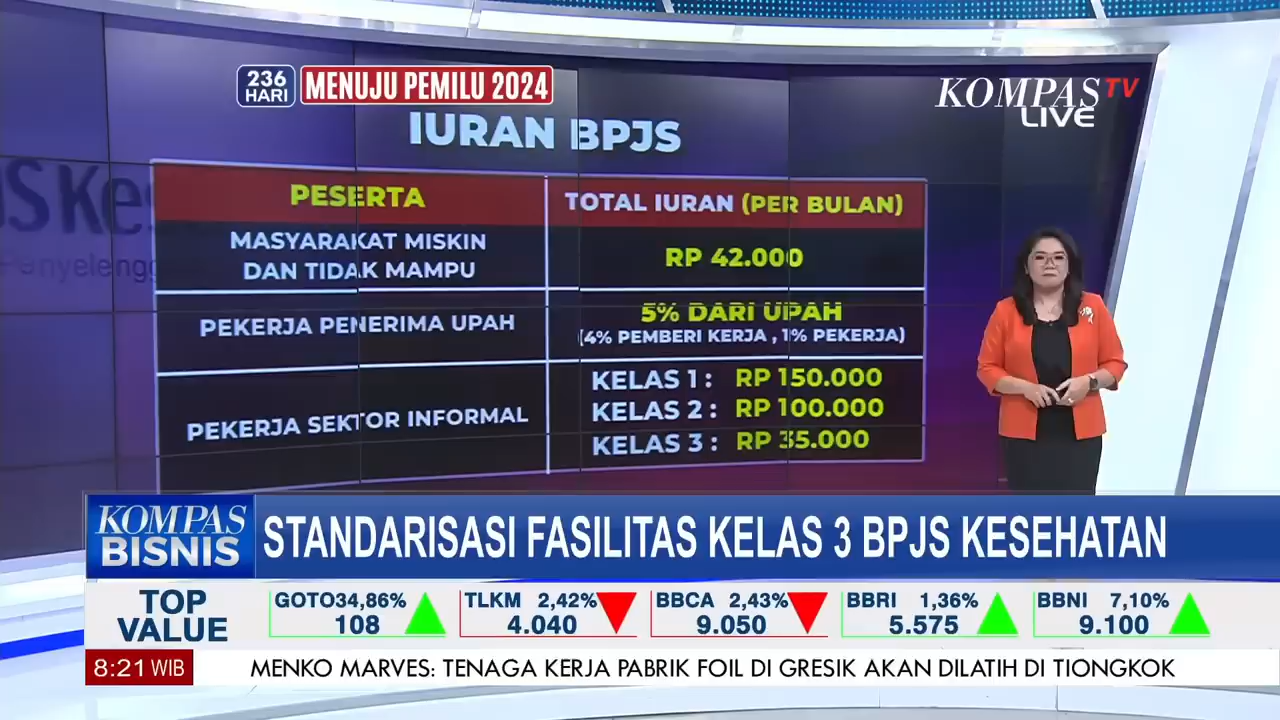 236 HARI
MENUJU PEMILU 2024
KOMPAS TV
LIVE
IURAN BPJS
PESERTA
TOTAL IURAN (PER BULAN)
MASYARAKAT MISKIN
DAN TIDAK MAMPU
RP 42.000
PEKERJA PENERIMA UPAH
5% DARI UPAH
(4% PEMBERI KERJA , 1% PEKERJA)
PEKERJA SEKTOR INFORMAL
KELAS 1 : RP 150.000
KELAS 2 : RP 100.000
KELAS 3 : RP 35.000
KOMPAS
BISNIS
STANDARISASI FASILITAS KELAS 3 BPJS KESEHATAN
TOP
VALUE
GOTO 34,86%
108
TLKM 2,42%
4.040
BBCA 2,43%
9.050
BBRI 1,36%
5.575
BBNI 7,10%
9.100
8:21 WIB
MENKO MARVES: TENAGA KERJA PABRIK FOIL DI GRESIK AKAN DILATIH DI TIONGKOK